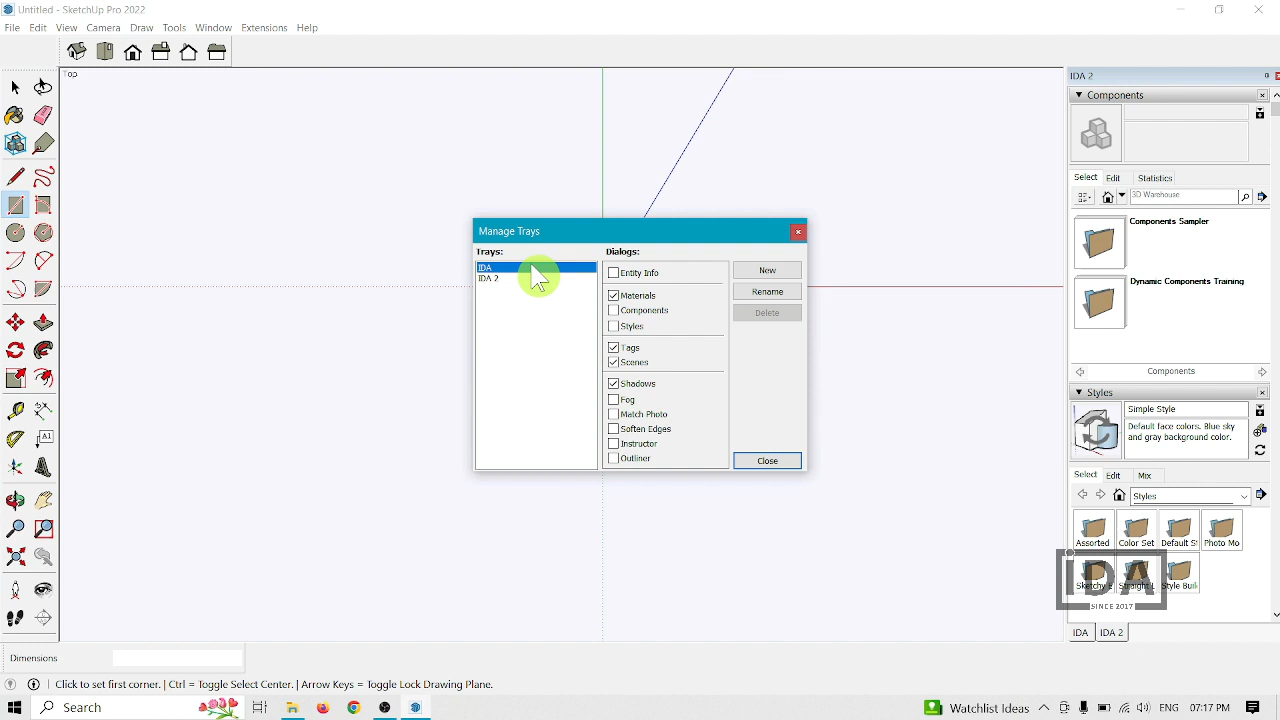 Untitled - SketchUp Pro 2022
File Edit View Camera Draw Tools Window Extensions Help
Top
IDA 2
Components
Select Edit Statistics
3D Warehouse
Components Sampler
Dynamic Components Training
Components
Styles
Simple Style
Default face colors. Blue sky
and gray background color.
Select Edit Mix
Styles
Assorted Color Set Default St Photo Mo
Straight L Style Buil
IDA
SINCE 2017
IDA IDA 2
Manage Trays
Trays: Dialogs:
IDA
IDA 2
Entity Info
Materials
Components
Styles
Tags
Scenes
Shadows
Fog
Match Photo
Soften Edges
Instructor
Outliner
New
Rename
Delete
Close
A1
Dimensions
Click to set first corner. | Ctrl = Toggle Select Center. | Arrow Keys = Toggle Lock Drawing Plane.
Search
Watchlist Ideas
ENG 07:17 PM